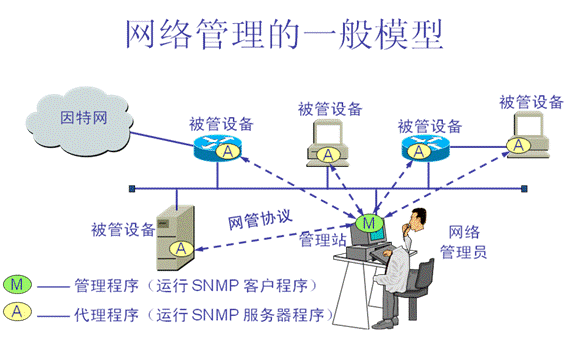 网络管理的一般模型
因特网
被管设备
被管设备
被管设备
被管设备
A
A
A
A
被管设备
网管协议
M
管理站
网络
管理员
A
M 管理程序（运行 SNMP 客户程序）
A 代理程序（运行 SNMP 服务器程序）